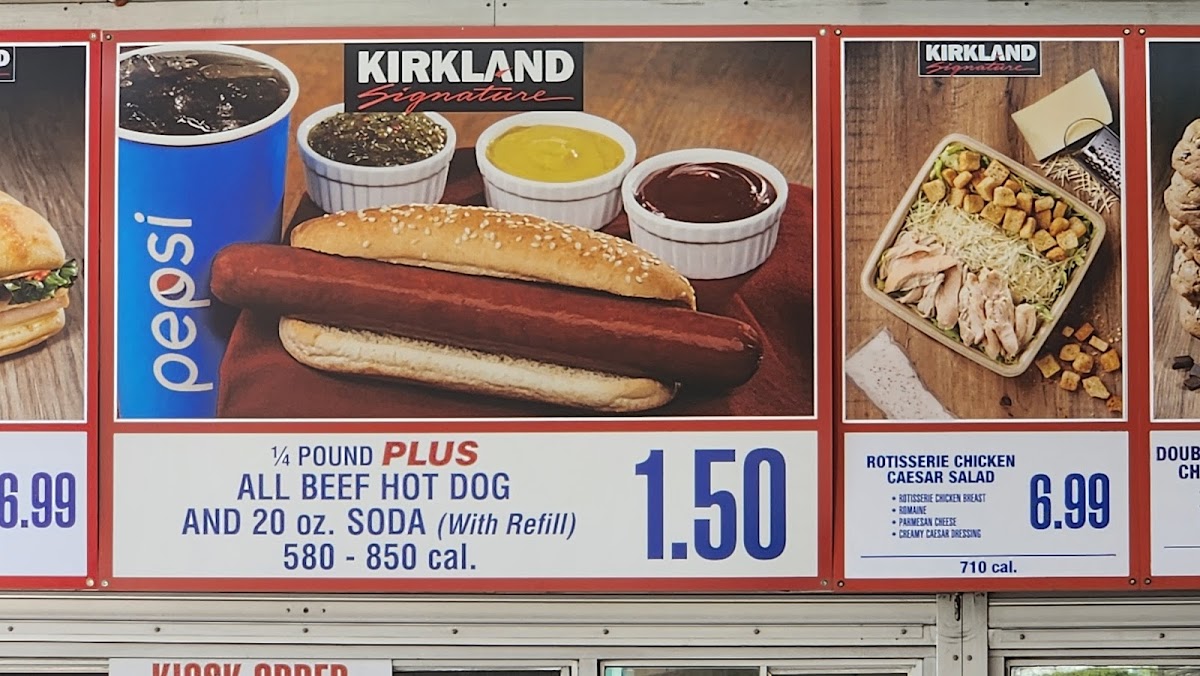 KIRKLAND
Signature
pepsi
¼ POUND PLUS
ALL BEEF HOT DOG
AND 20 oz. SODA (With Refill)
580 - 850 cal.
1.50
6.99
KIRKLAND
Signature
ROTISSERIE CHICKEN
CAESAR SALAD
• ROTISSERIE CHICKEN BREAST
• ROMAINE
• PARMESAN CHEESE
• CREAMY CAESAR DRESSING
6.99
710 cal.
DOUB
CH
KIOSK ORDER